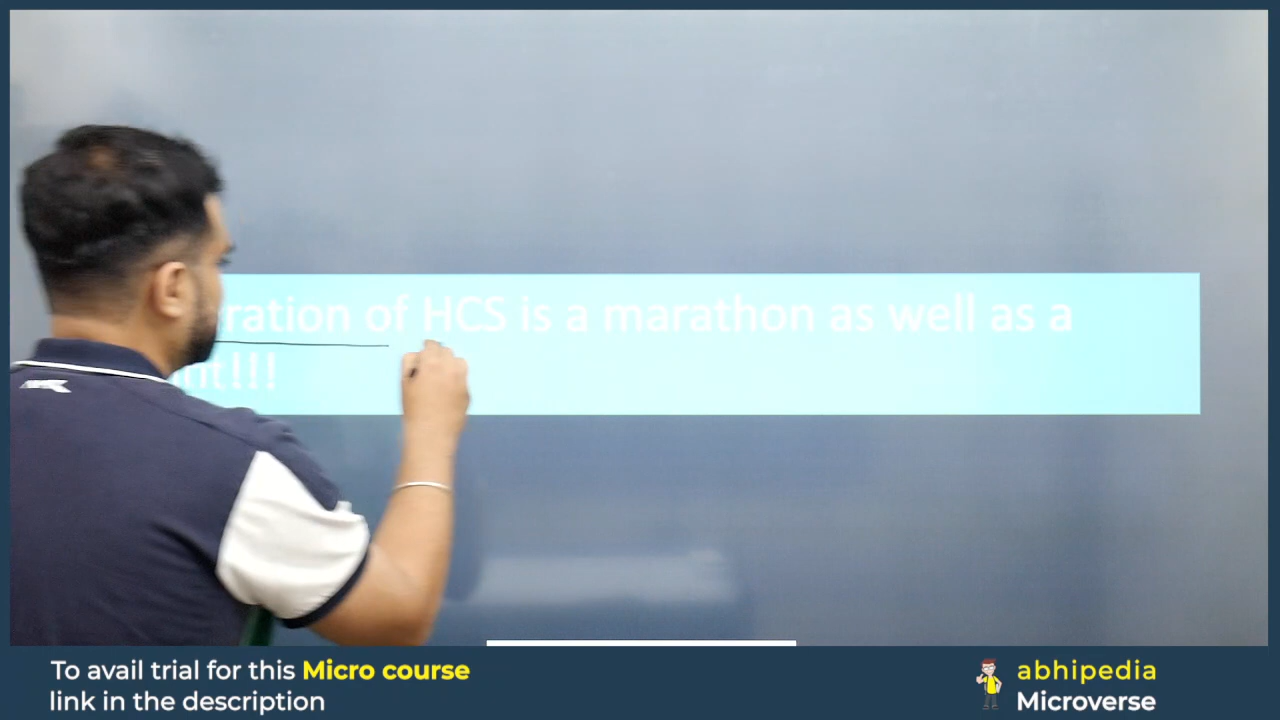 ration of HCS is a marathon as well as a
nt!!!
To avail trial for this Micro course
link in the description
abhipedia
Microverse